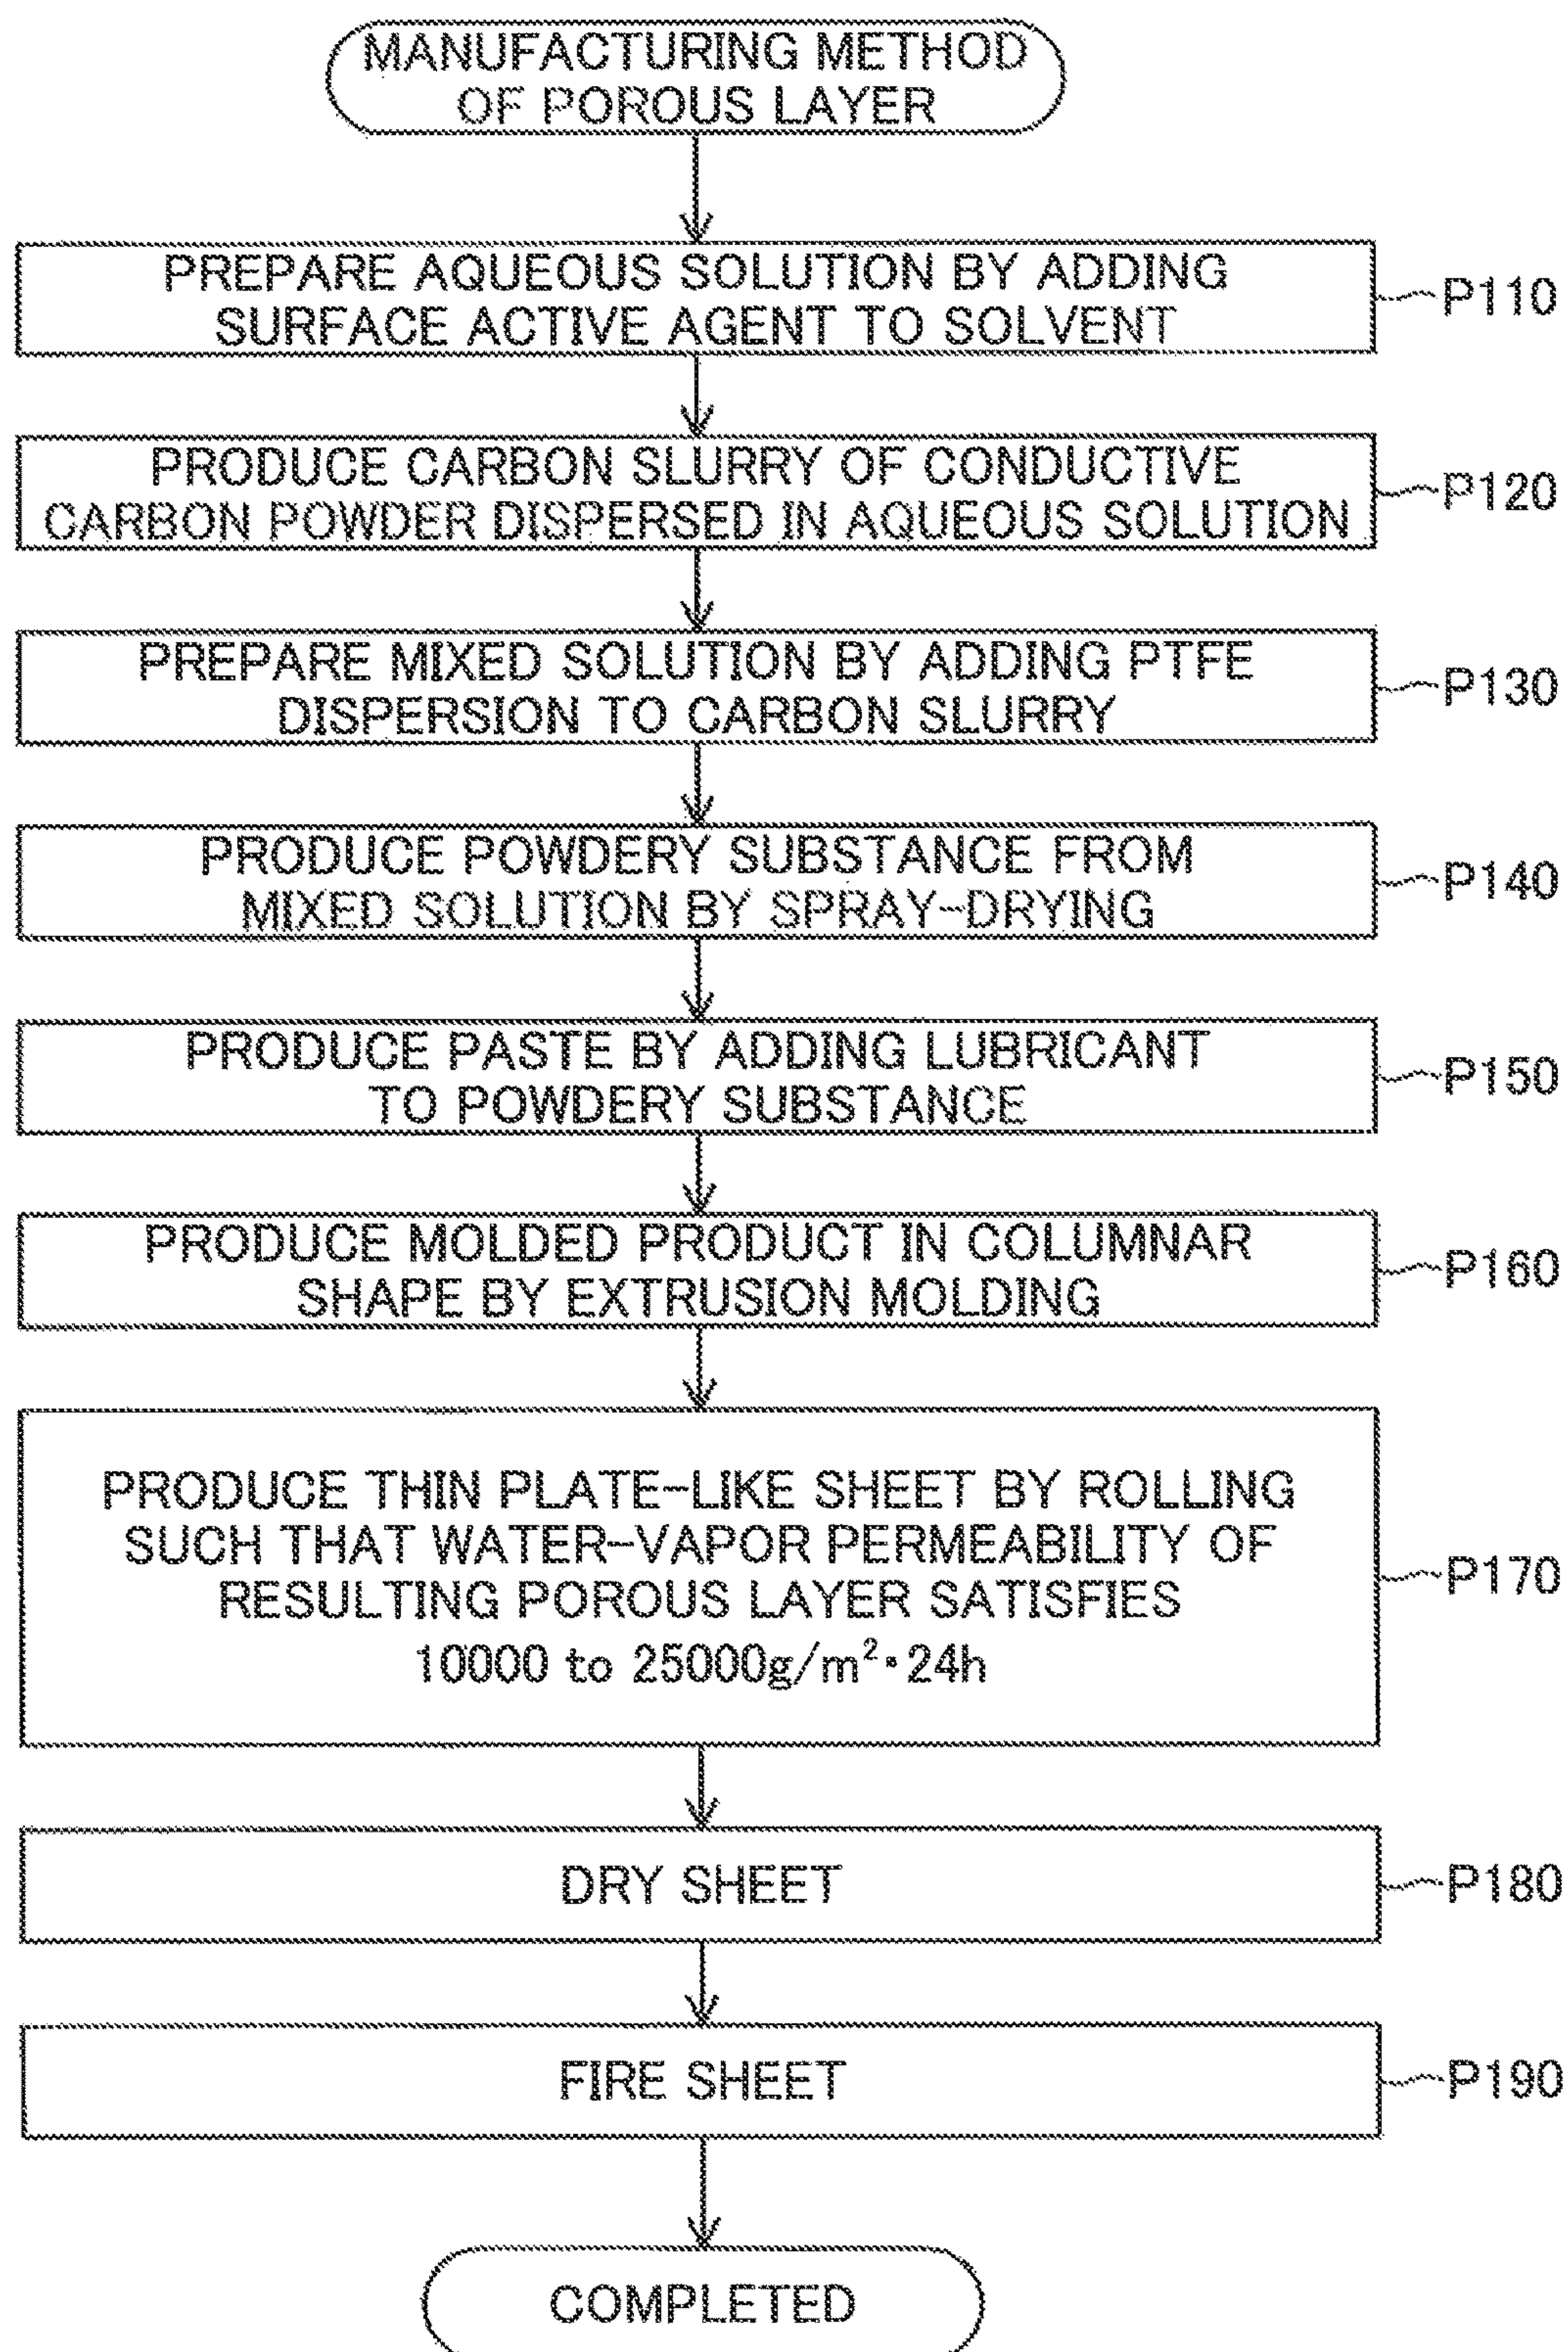 MANUFACTURING METHOD
OF POROUS LAYER
PREPARE AQUEOUS SOLUTION BY ADDING
SURFACE ACTIVE AGENT TO SOLVENT
P110
PRODUCE CARBON SLURRY OF CONDUCTIVE
CARBON POWDER DISPERSED IN AQUEOUS SOLUTION
P120
PREPARE MIXED SOLUTION BY ADDING PTFE
DISPERSION TO CARBON SLURRY
P130
PRODUCE POWDERY SUBSTANCE FROM
MIXED SOLUTION BY SPRAY-DRYING
P140
PRODUCE PASTE BY ADDING LUBRICANT
TO POWDERY SUBSTANCE
P150
PRODUCE MOLDED PRODUCT IN COLUMNAR
SHAPE BY EXTRUSION MOLDING
P160
PRODUCE THIN PLATE-LIKE SHEET BY ROLLING
SUCH THAT WATER-VAPOR PERMEABILITY OF
RESULTING POROUS LAYER SATISFIES
10000 to 25000g/m²・24h
P170
DRY SHEET
P180
FIRE SHEET
P190
COMPLETED